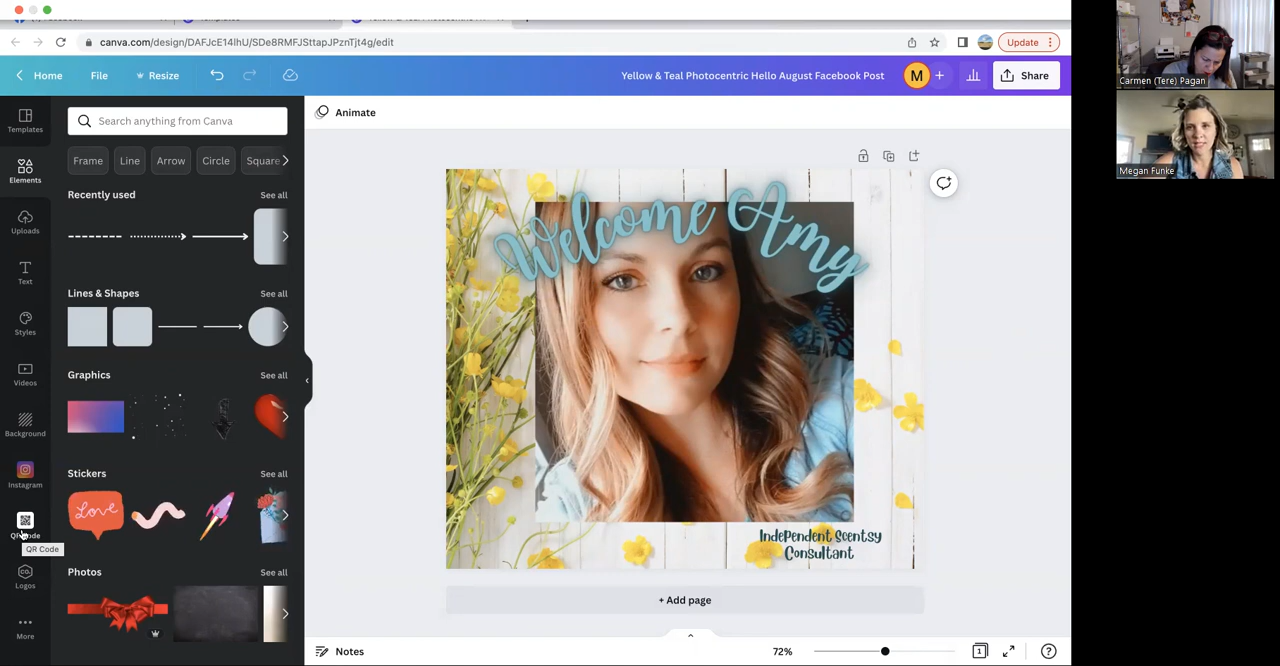 canva.com/design/DAFJcE14lhU/SDe8RMFJSttapJPznTjt4g/edit
Update
Home
File
Resize
Yellow & Teal Photocentric Hello August Facebook Post
M
+
Share
Templates
Elements
Uploads
Text
Styles
Videos
Background
Instagram
QR Code
QR Code
Logos
More
Search anything from Canva
Frame
Line
Arrow
Circle
Square
Recently used
See all
Lines & Shapes
See all
Graphics
See all
Stickers
See all
Love
Photos
See all
Animate
Welcome Amy
Independent Scentsy
Consultant
+ Add page
Notes
72%
1
?
Carmen (Tere) Pagan
Megan Funke